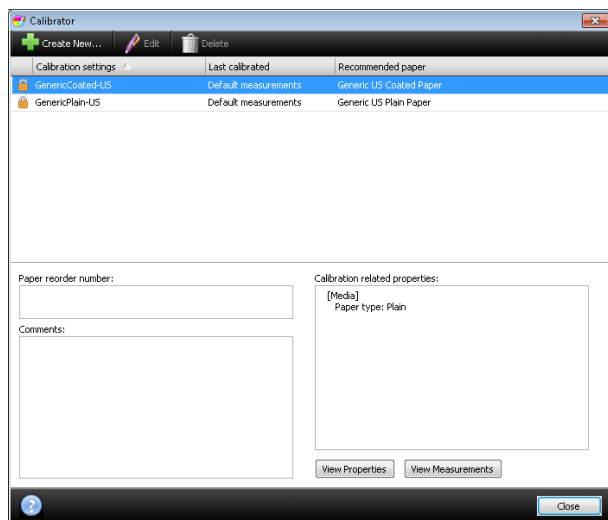 Calibrator
Create New... Edit Delete
Calibration settings Last calibrated Recommended paper
GenericCoated-US Default measurements Generic US Coated Paper
GenericPlain-US Default measurements Generic US Plain Paper
Paper reorder number:
Calibration related properties:
[Media]
Paper type: Plain
Comments:
View Properties View Measurements
? Close